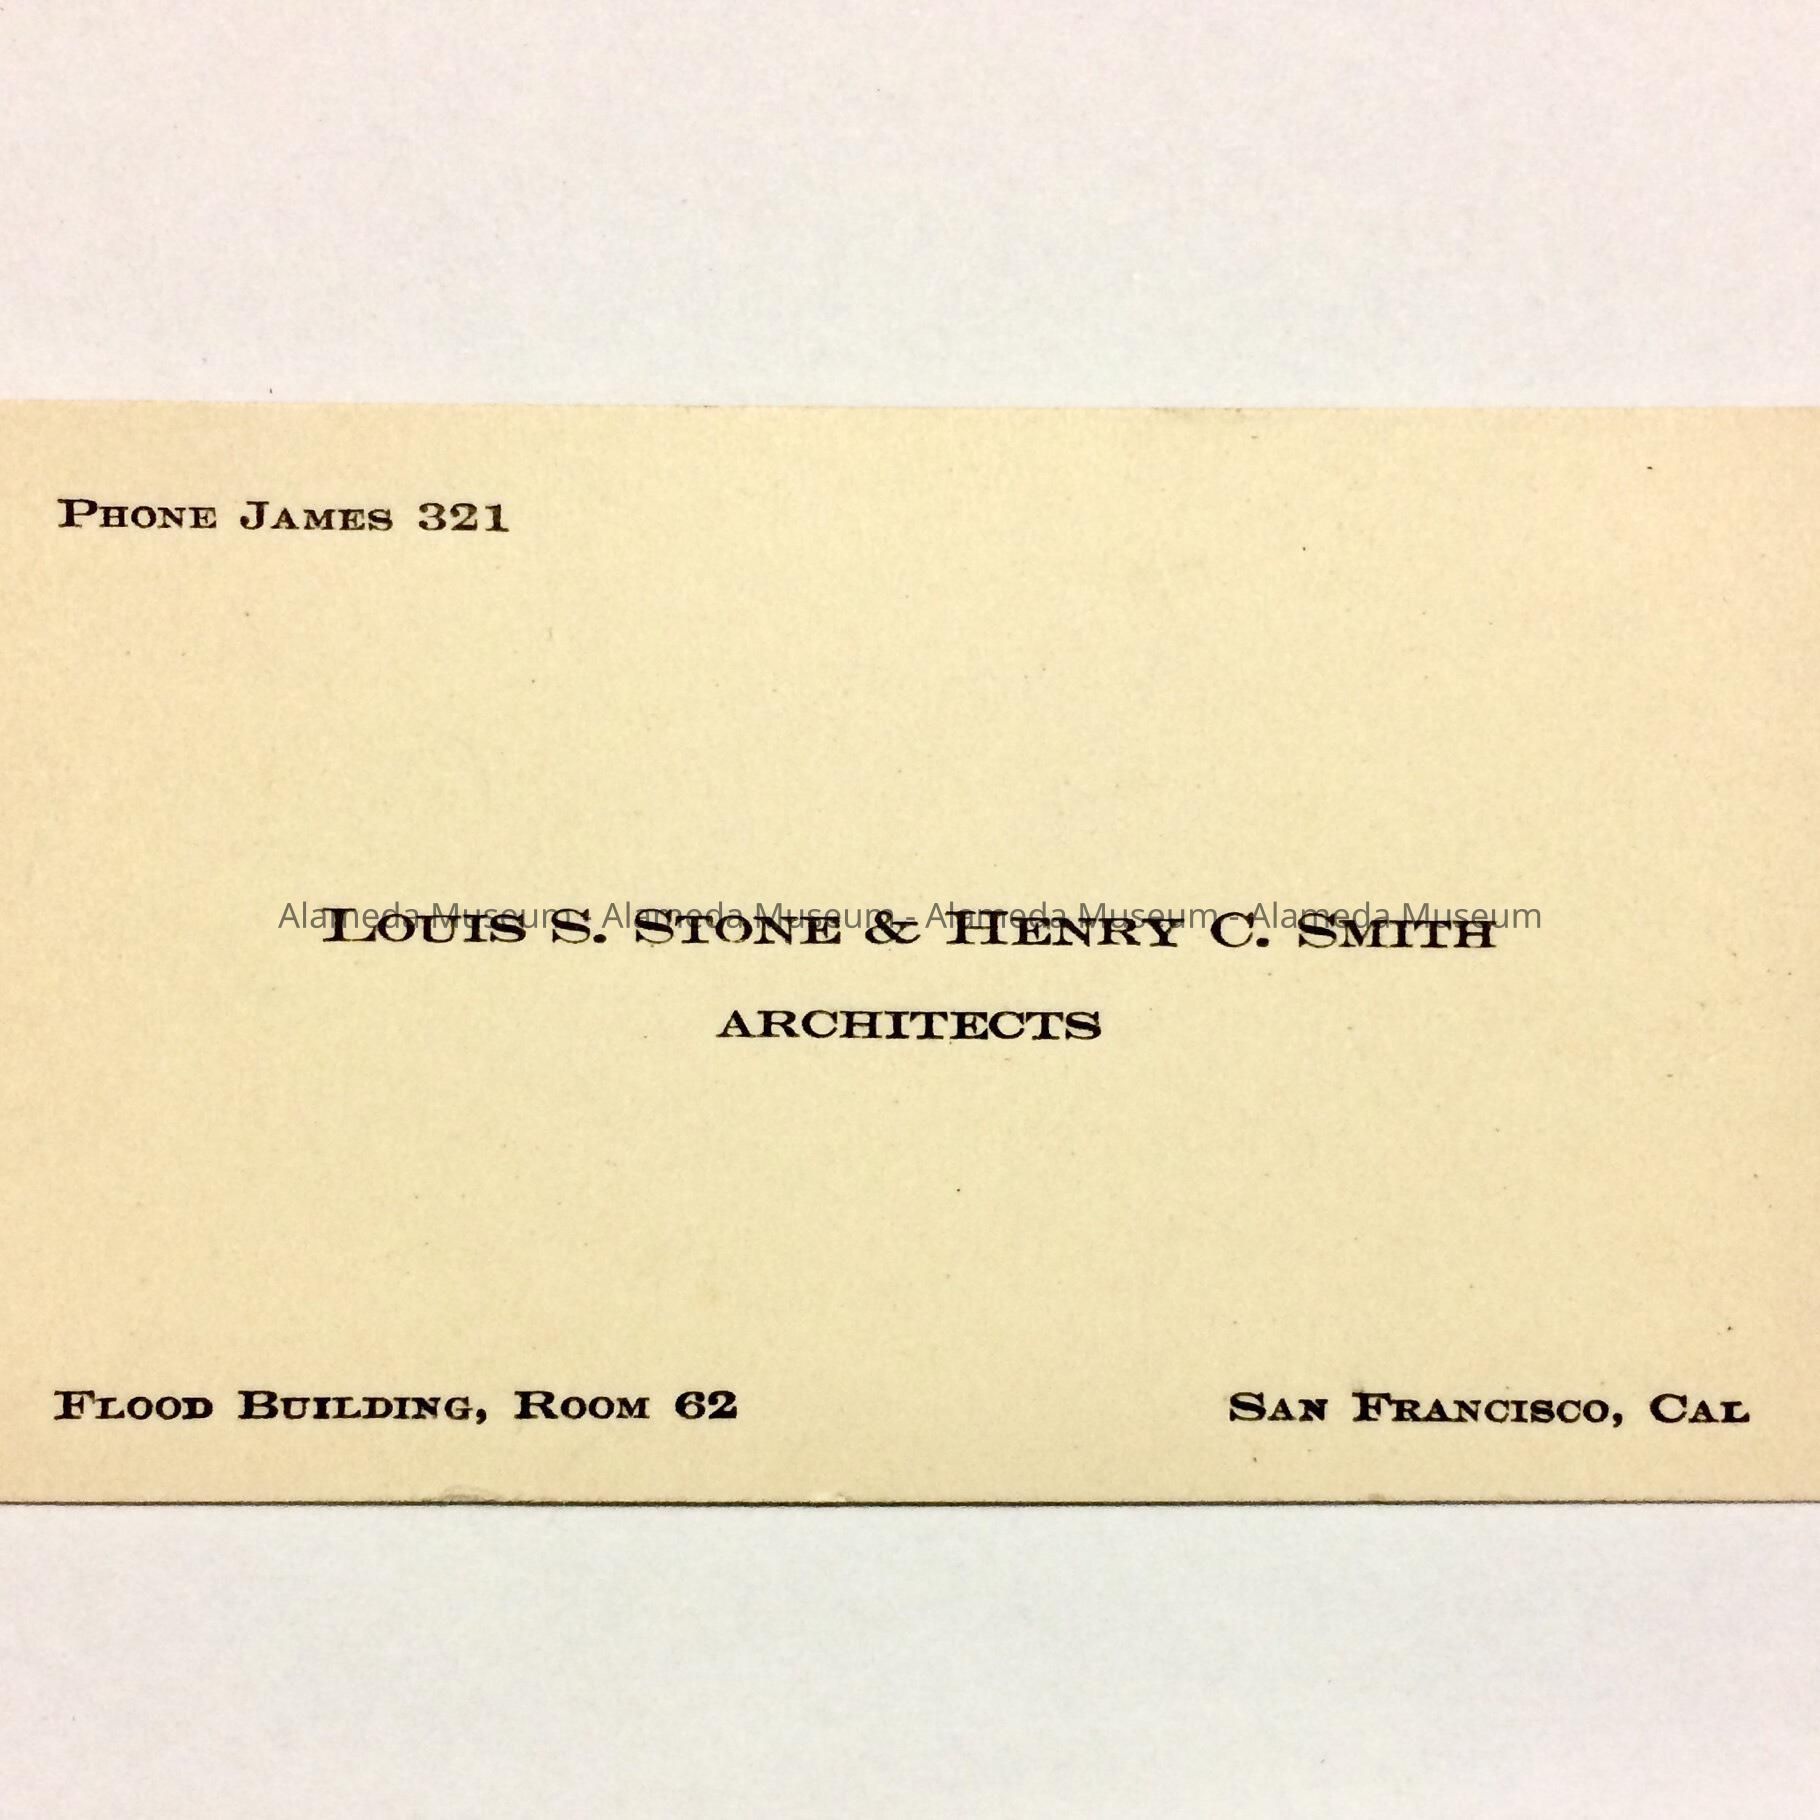 Phone James 321
Alameda Museum - Alameda Museum - Alameda Museum - Alameda Museum
Louis S. Stone & Henry C. Smith
ARCHITECTS
Flood Building, Room 62
San Francisco, Cal